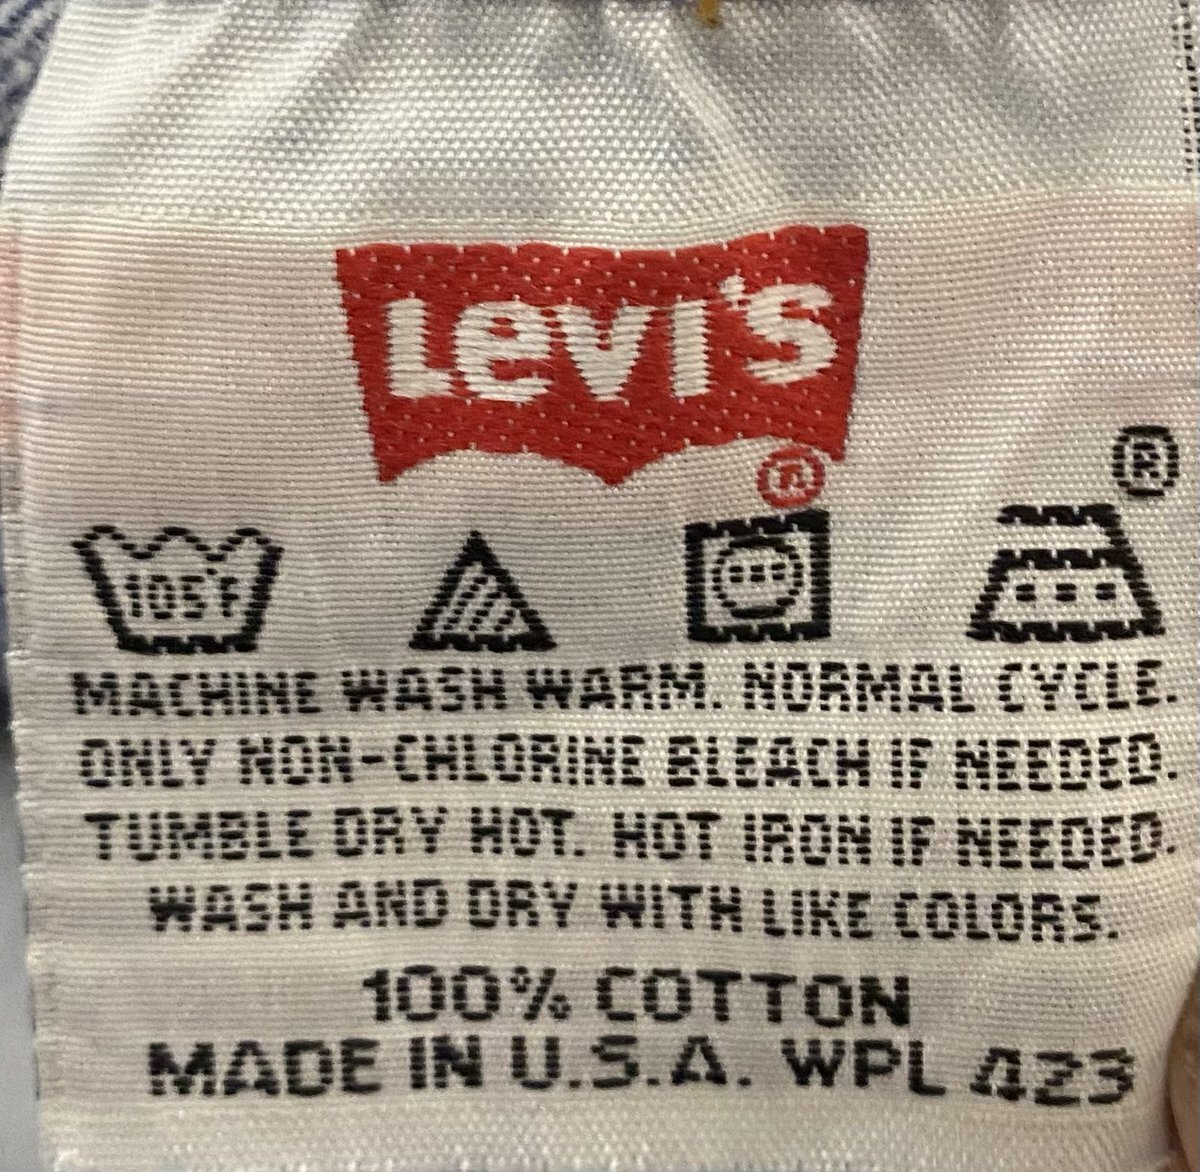 LEVI'S
®
®
105°F
MACHINE WASH WARM. NORMAL CYCLE.
ONLY NON-CHLORINE BLEACH IF NEEDED.
TUMBLE DRY HOT. HOT IRON IF NEEDED.
WASH AND DRY WITH LIKE COLORS.
100% COTTON
MADE IN U.S.A. WPL 423